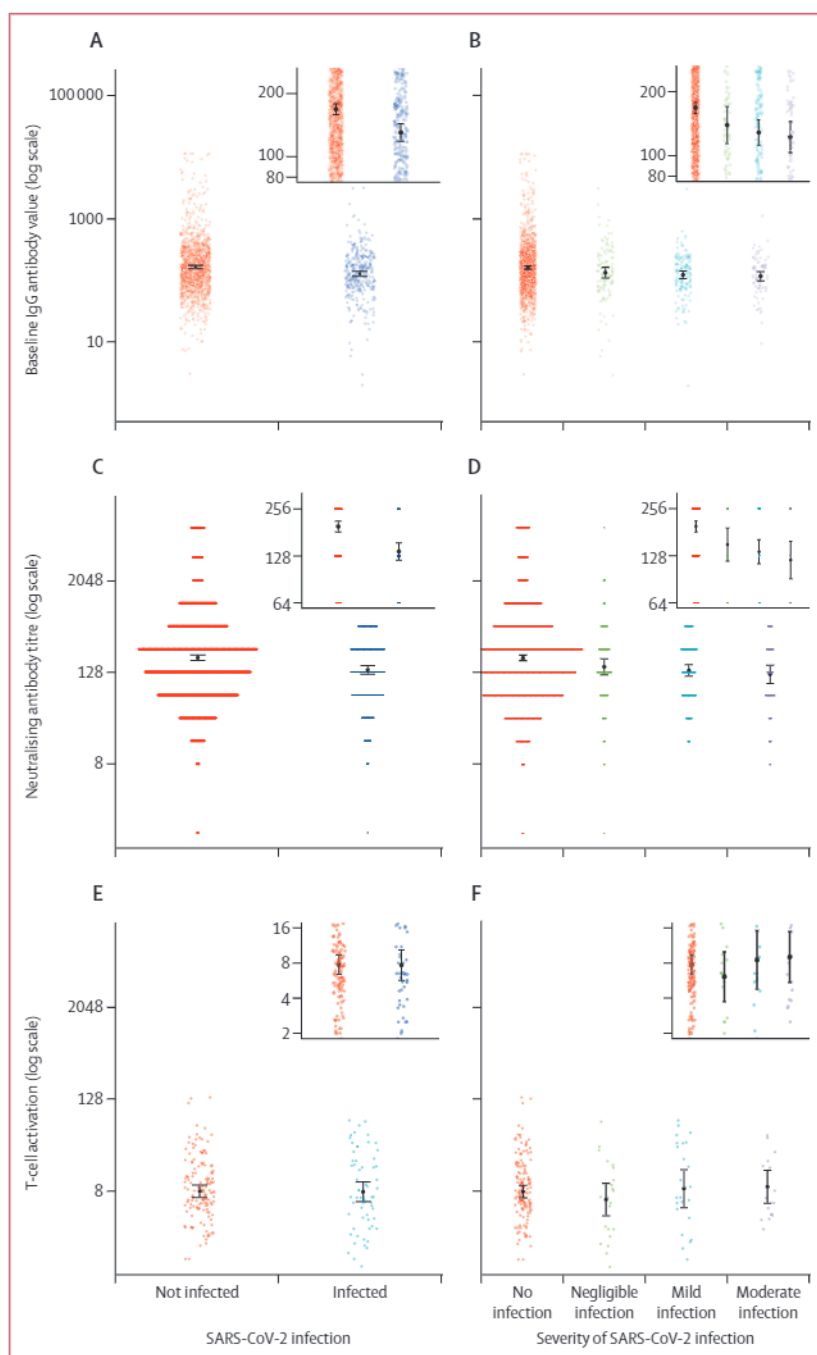 A
B
100 000
1000
10
Baseline IgG antibody value (log scale)
200
100
80
200
100
80
C
D
2048
128
8
Neutralising antibody titre (log scale)
256
128
64
256
128
64
E
F
2048
128
8
T-cell activation (log scale)
16
8
4
2
Not infected
Infected
SARS-CoV-2 infection
No
infection
Negligible
infection
Mild
infection
Moderate
infection
Severity of SARS-CoV-2 infection